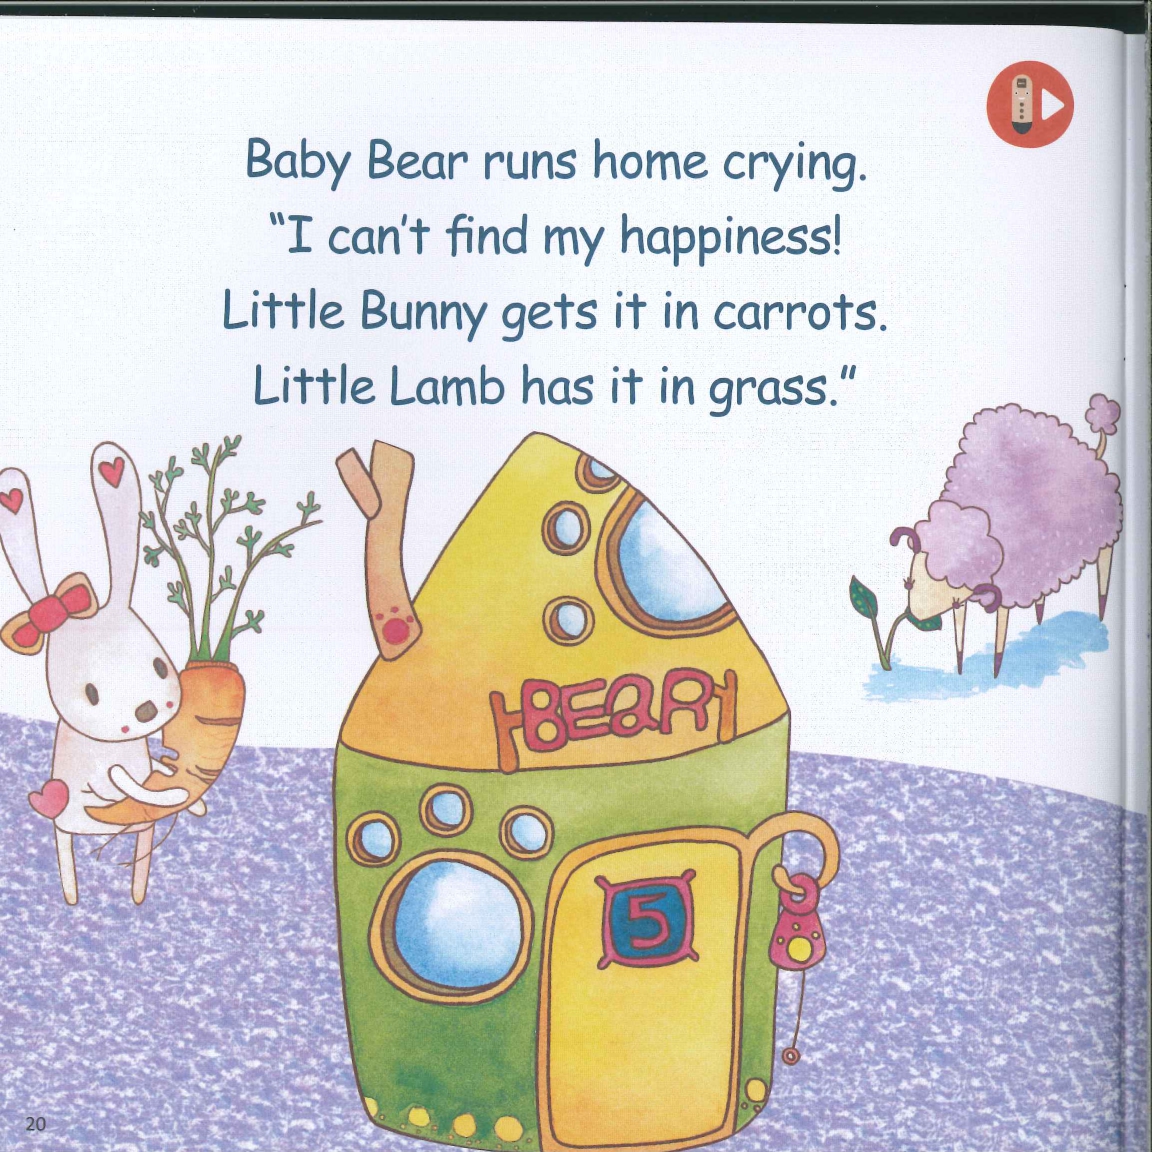 Baby Bear runs home crying.
“I can’t find my happiness!
Little Bunny gets it in carrots.
Little Lamb has it in grass.”
BEAR
5
20